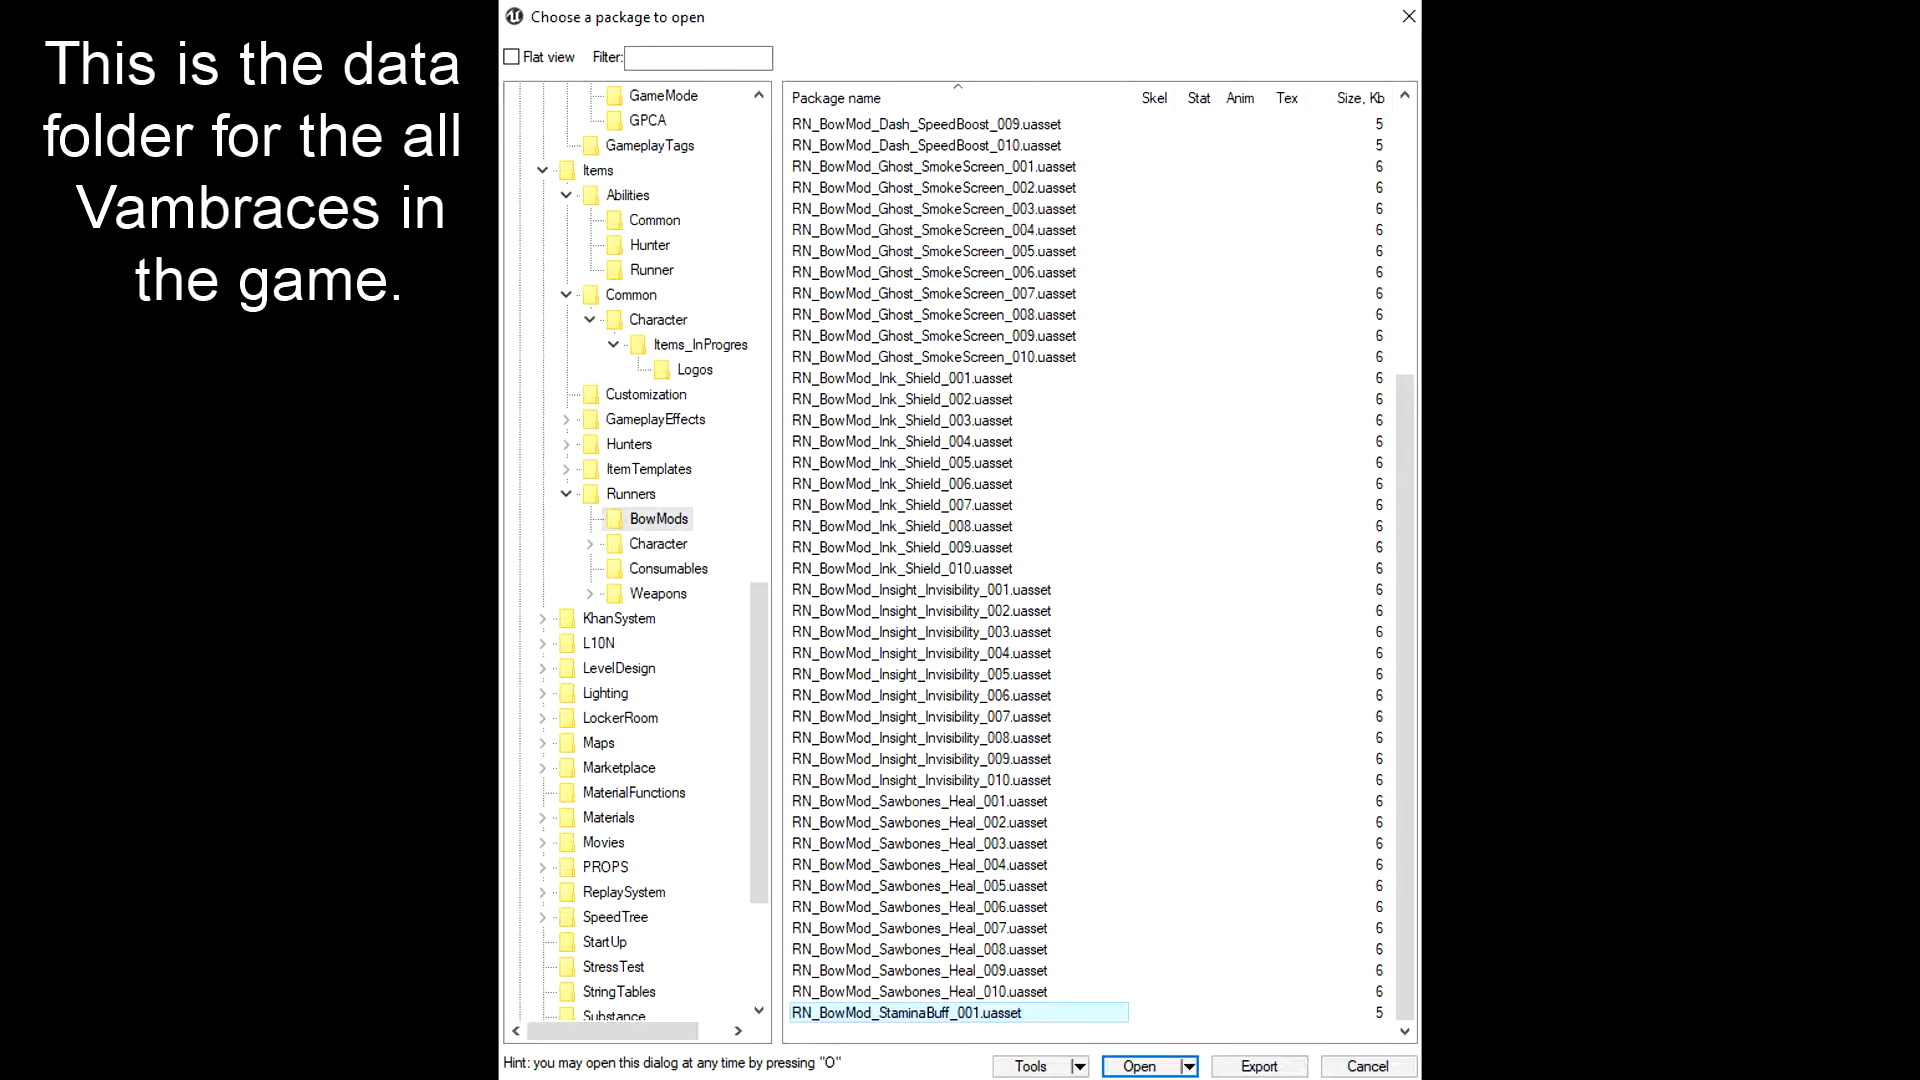 This is the data
folder for the all
Vambraces in
the game.
Choose a package to open
Flat view Filter:
GameMode
GPCA
GameplayTags
Items
Abilities
Common
Hunter
Runner
Common
Character
Items_InProgres
Logos
Customization
GameplayEffects
Hunters
ItemTemplates
Runners
BowMods
Character
Consumables
Weapons
KhanSystem
L10N
LevelDesign
Lighting
LockerRoom
Maps
Marketplace
MaterialFunctions
Materials
Movies
PROPS
ReplaySystem
SpeedTree
StartUp
StressTest
StringTables
Substance
Package name Skel Stat Anim Tex Size, Kb
RN_BowMod_Dash_SpeedBoost_009.uasset 5
RN_BowMod_Dash_SpeedBoost_010.uasset 5
RN_BowMod_Ghost_SmokeScreen_001.uasset 6
RN_BowMod_Ghost_SmokeScreen_002.uasset 6
RN_BowMod_Ghost_SmokeScreen_003.uasset 6
RN_BowMod_Ghost_SmokeScreen_004.uasset 6
RN_BowMod_Ghost_SmokeScreen_005.uasset 6
RN_BowMod_Ghost_SmokeScreen_006.uasset 6
RN_BowMod_Ghost_SmokeScreen_007.uasset 6
RN_BowMod_Ghost_SmokeScreen_008.uasset 6
RN_BowMod_Ghost_SmokeScreen_009.uasset 6
RN_BowMod_Ghost_SmokeScreen_010.uasset 6
RN_BowMod_Ink_Shield_001.uasset 6
RN_BowMod_Ink_Shield_002.uasset 6
RN_BowMod_Ink_Shield_003.uasset 6
RN_BowMod_Ink_Shield_004.uasset 6
RN_BowMod_Ink_Shield_005.uasset 6
RN_BowMod_Ink_Shield_006.uasset 6
RN_BowMod_Ink_Shield_007.uasset 6
RN_BowMod_Ink_Shield_008.uasset 6
RN_BowMod_Ink_Shield_009.uasset 6
RN_BowMod_Ink_Shield_010.uasset 6
RN_BowMod_Insight_Invisibility_001.uasset 6
RN_BowMod_Insight_Invisibility_002.uasset 6
RN_BowMod_Insight_Invisibility_003.uasset 6
RN_BowMod_Insight_Invisibility_004.uasset 6
RN_BowMod_Insight_Invisibility_005.uasset 6
RN_BowMod_Insight_Invisibility_006.uasset 6
RN_BowMod_Insight_Invisibility_007.uasset 6
RN_BowMod_Insight_Invisibility_008.uasset 6
RN_BowMod_Insight_Invisibility_009.uasset 6
RN_BowMod_Insight_Invisibility_010.uasset 6
RN_BowMod_Sawbones_Heal_001.uasset 6
RN_BowMod_Sawbones_Heal_002.uasset 6
RN_BowMod_Sawbones_Heal_003.uasset 6
RN_BowMod_Sawbones_Heal_004.uasset 6
RN_BowMod_Sawbones_Heal_005.uasset 6
RN_BowMod_Sawbones_Heal_006.uasset 6
RN_BowMod_Sawbones_Heal_007.uasset 6
RN_BowMod_Sawbones_Heal_008.uasset 6
RN_BowMod_Sawbones_Heal_009.uasset 6
RN_BowMod_Sawbones_Heal_010.uasset 6
RN_BowMod_StaminaBuff_001.uasset 5
Hint: you may open this dialog at any time by pressing "O"
Tools Open Export Cancel